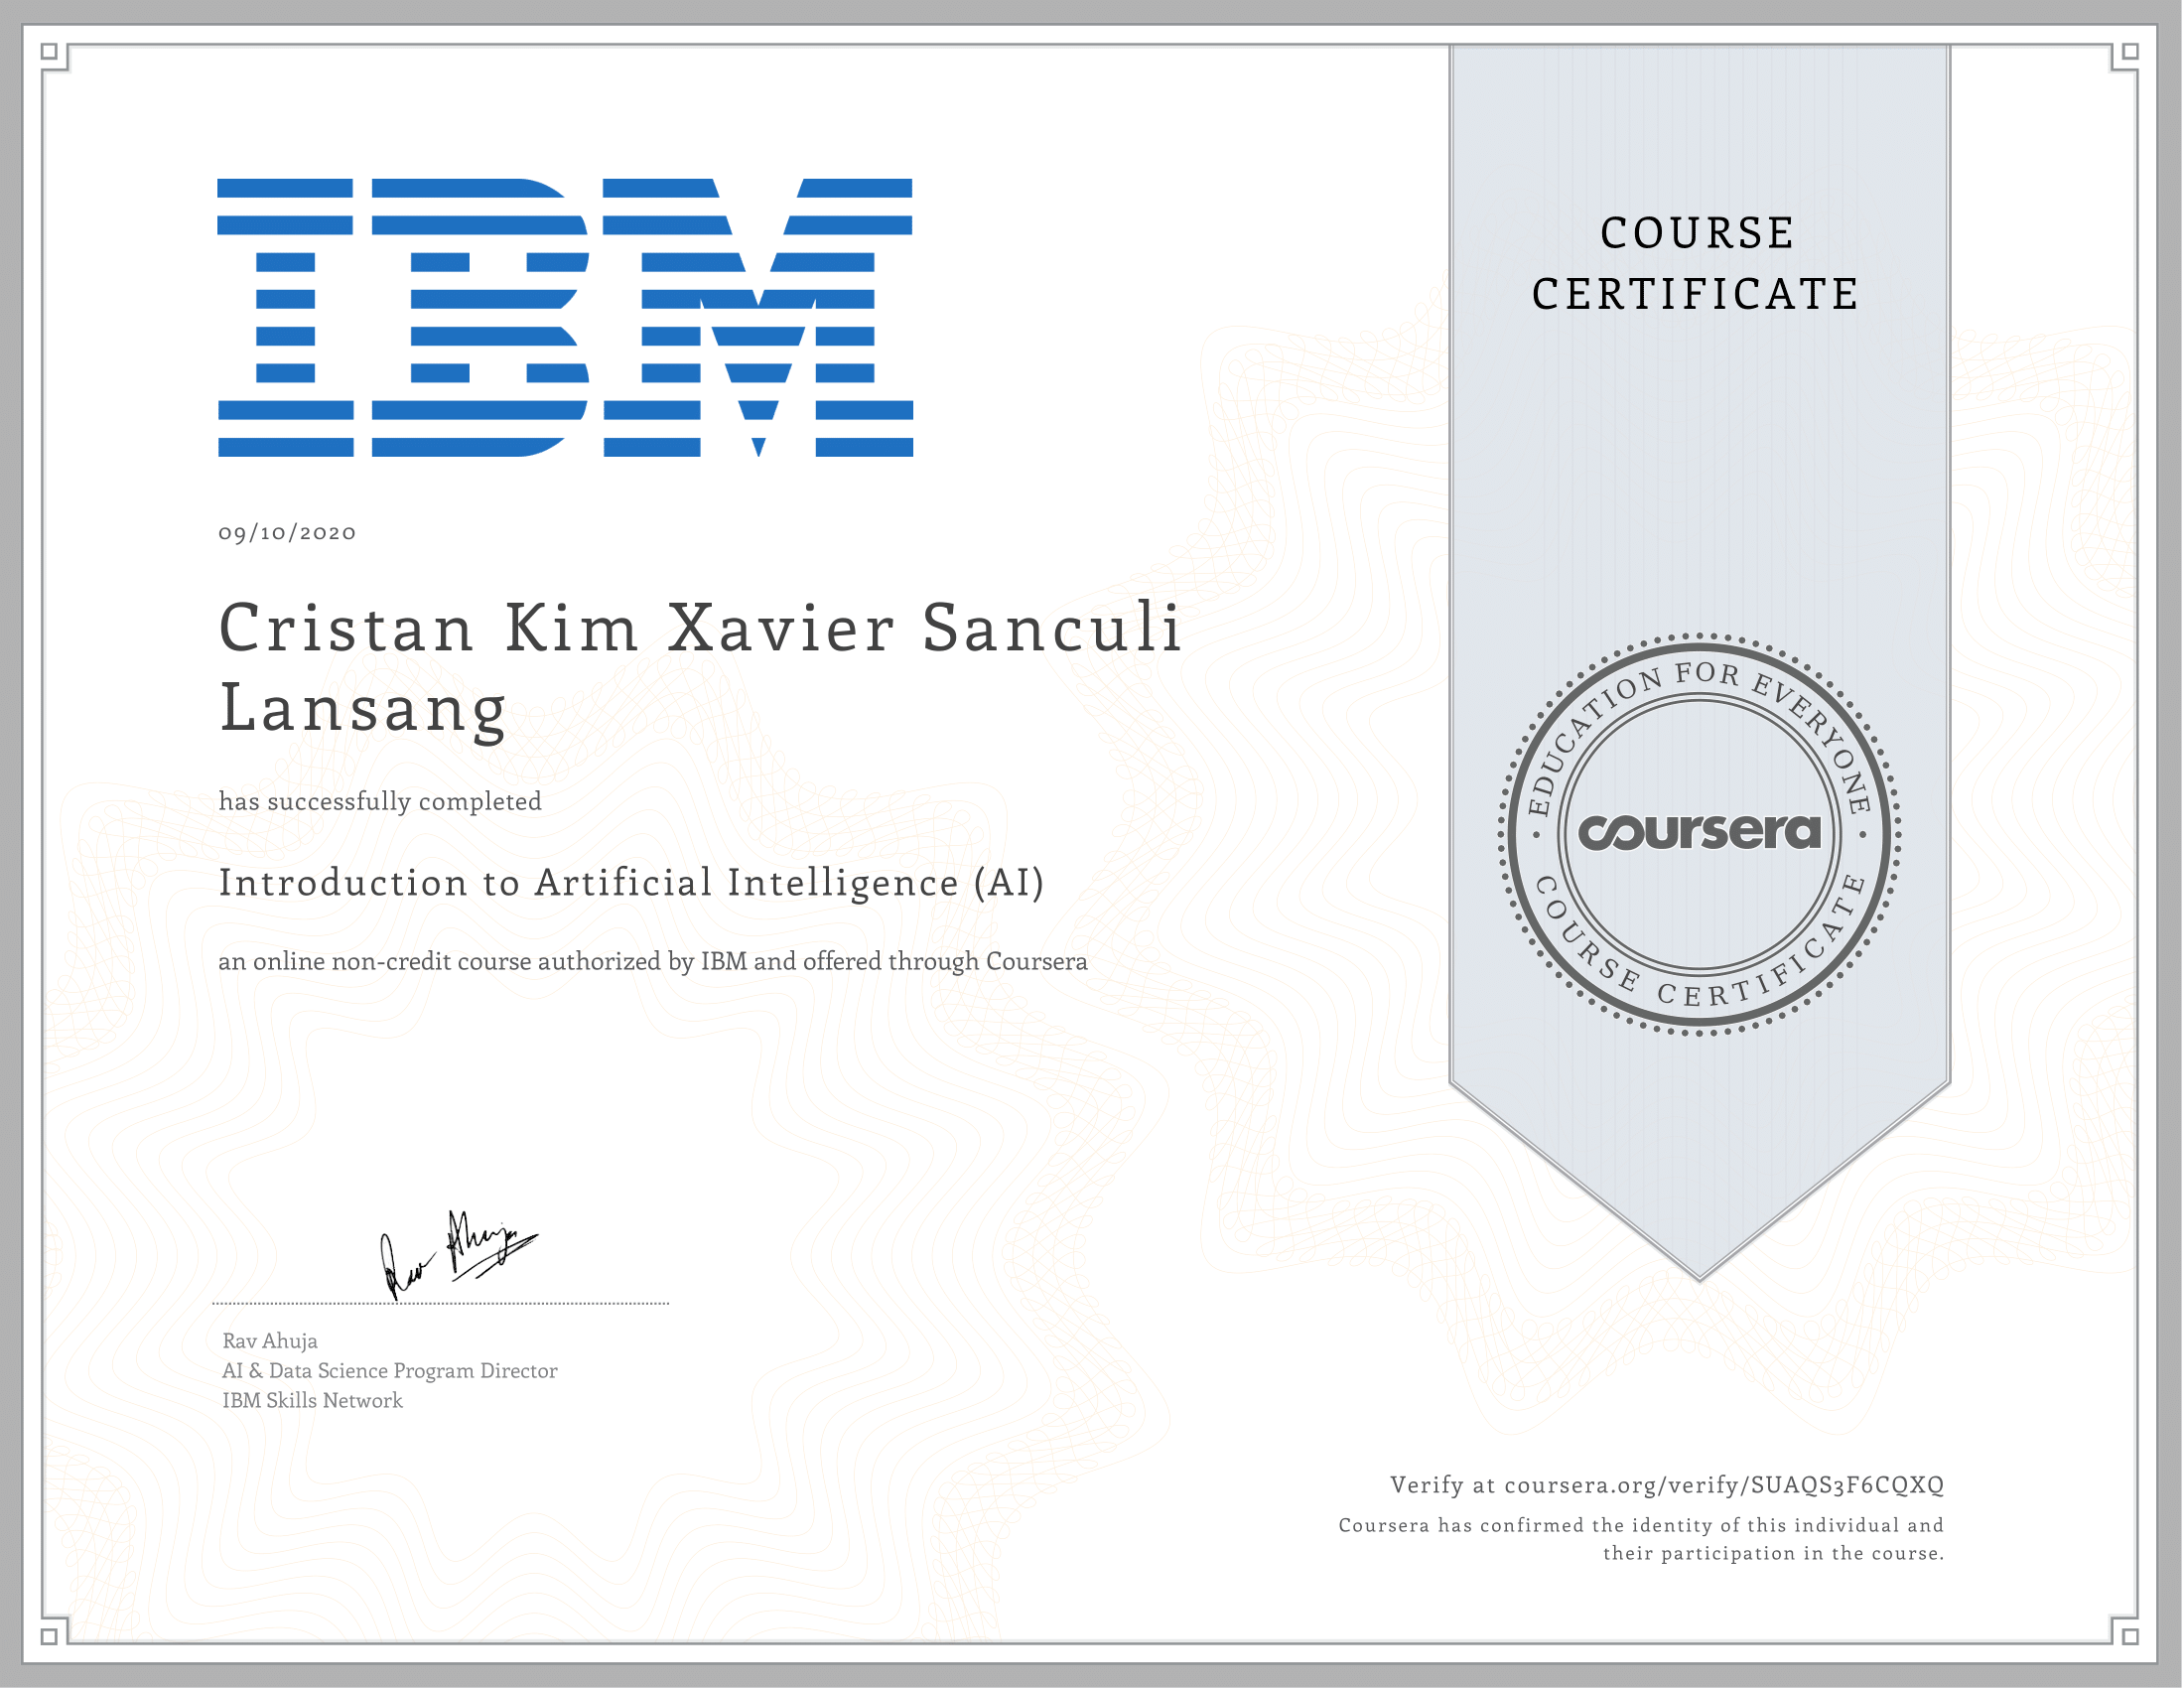 IBM
09/10/2020
Cristan Kim Xavier Sanculi
Lansang
has successfully completed
Introduction to Artificial Intelligence (AI)
an online non-credit course authorized by IBM and offered through Coursera
Rav Ahuja
Rav Ahuja
AI & Data Science Program Director
IBM Skills Network
COURSE
CERTIFICATE
EDUCATION FOR EVERYONE
coursera
COURSE CERTIFICATE
Verify at coursera.org/verify/SUAQS3F6CQXQ
Coursera has confirmed the identity of this individual and
their participation in the course.